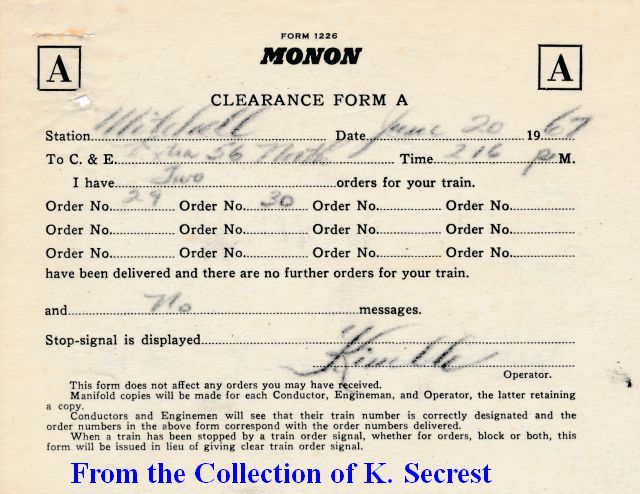 FORM 1226
MONON
A A
CLEARANCE FORM A
Station Mitchell Date June 20 1967
To C. & E. Extra 56 North Time 216 P M.
I have Two orders for your train.
Order No. 29 Order No. 30 Order No. Order No.
Order No. Order No. Order No. Order No.
Order No. Order No. Order No. Order No.
have been delivered and there are no further orders for your train.
and No messages.
Stop-signal is displayed
Operator.
This form does not affect any orders you may have received.
Manifold copies will be made for each Conductor, Engineman, and Operator, the latter retaining
a copy.
Conductors and Enginemen will see that their train number is correctly designated and the
order numbers in the above form correspond with the order numbers delivered.
When a train has been stopped by a train order signal, whether for orders, block or both, this
form will be issued in lieu of giving clear train order signal.
From the Collection of K. Secrest